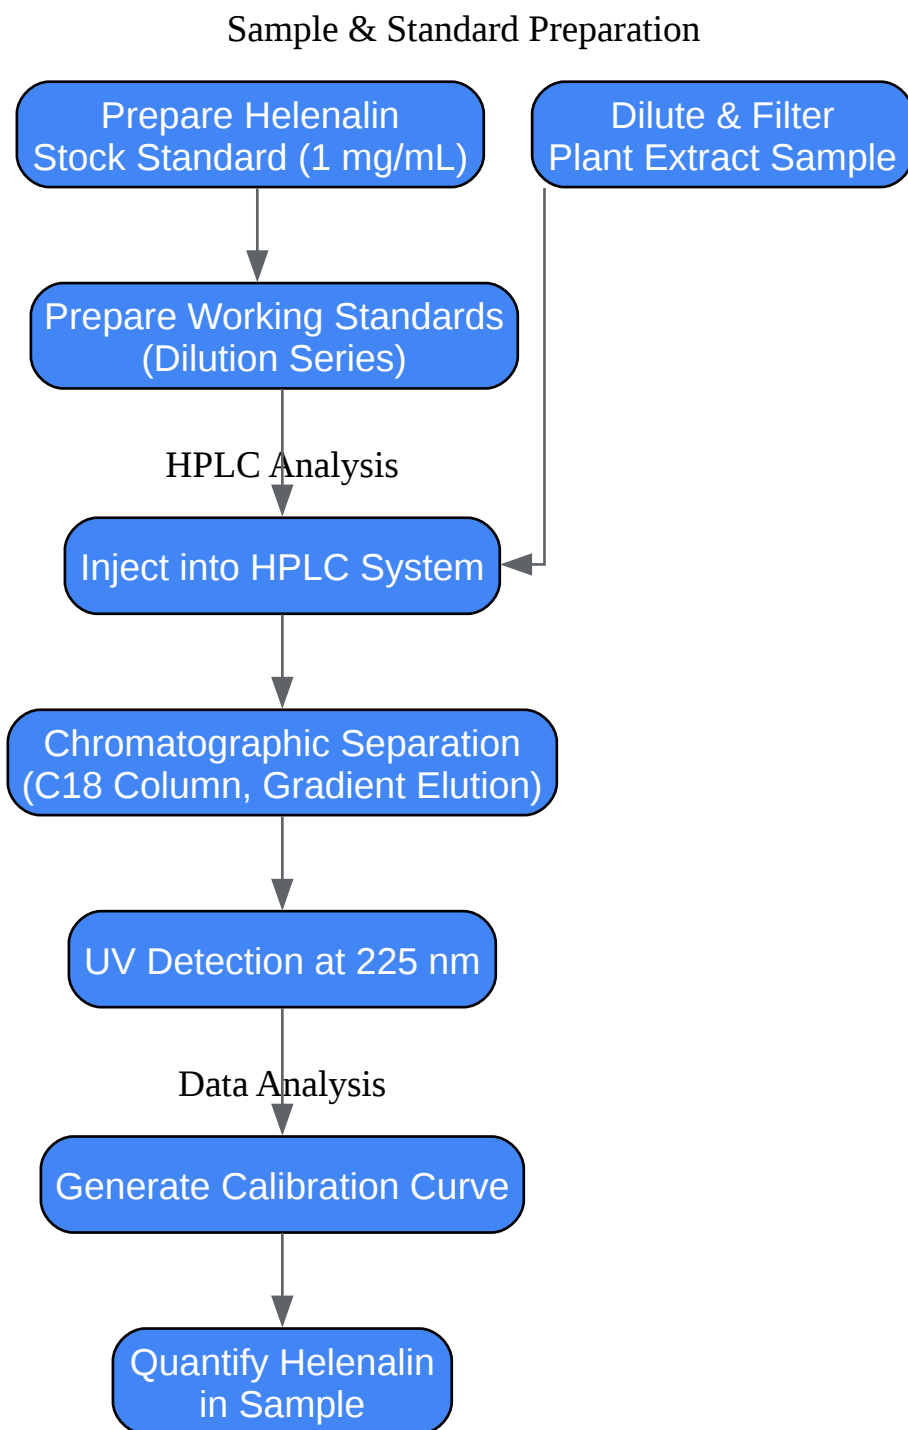 Sample & Standard Preparation
Prepare Helenalin
Stock Standard (1 mg/mL)
Dilute & Filter
Plant Extract Sample
Prepare Working Standards
(Dilution Series)
HPLC Analysis
Inject into HPLC System
Chromatographic Separation
(C18 Column, Gradient Elution)
UV Detection at 225 nm
Data Analysis
Generate Calibration Curve
Quantify Helenalin
in Sample